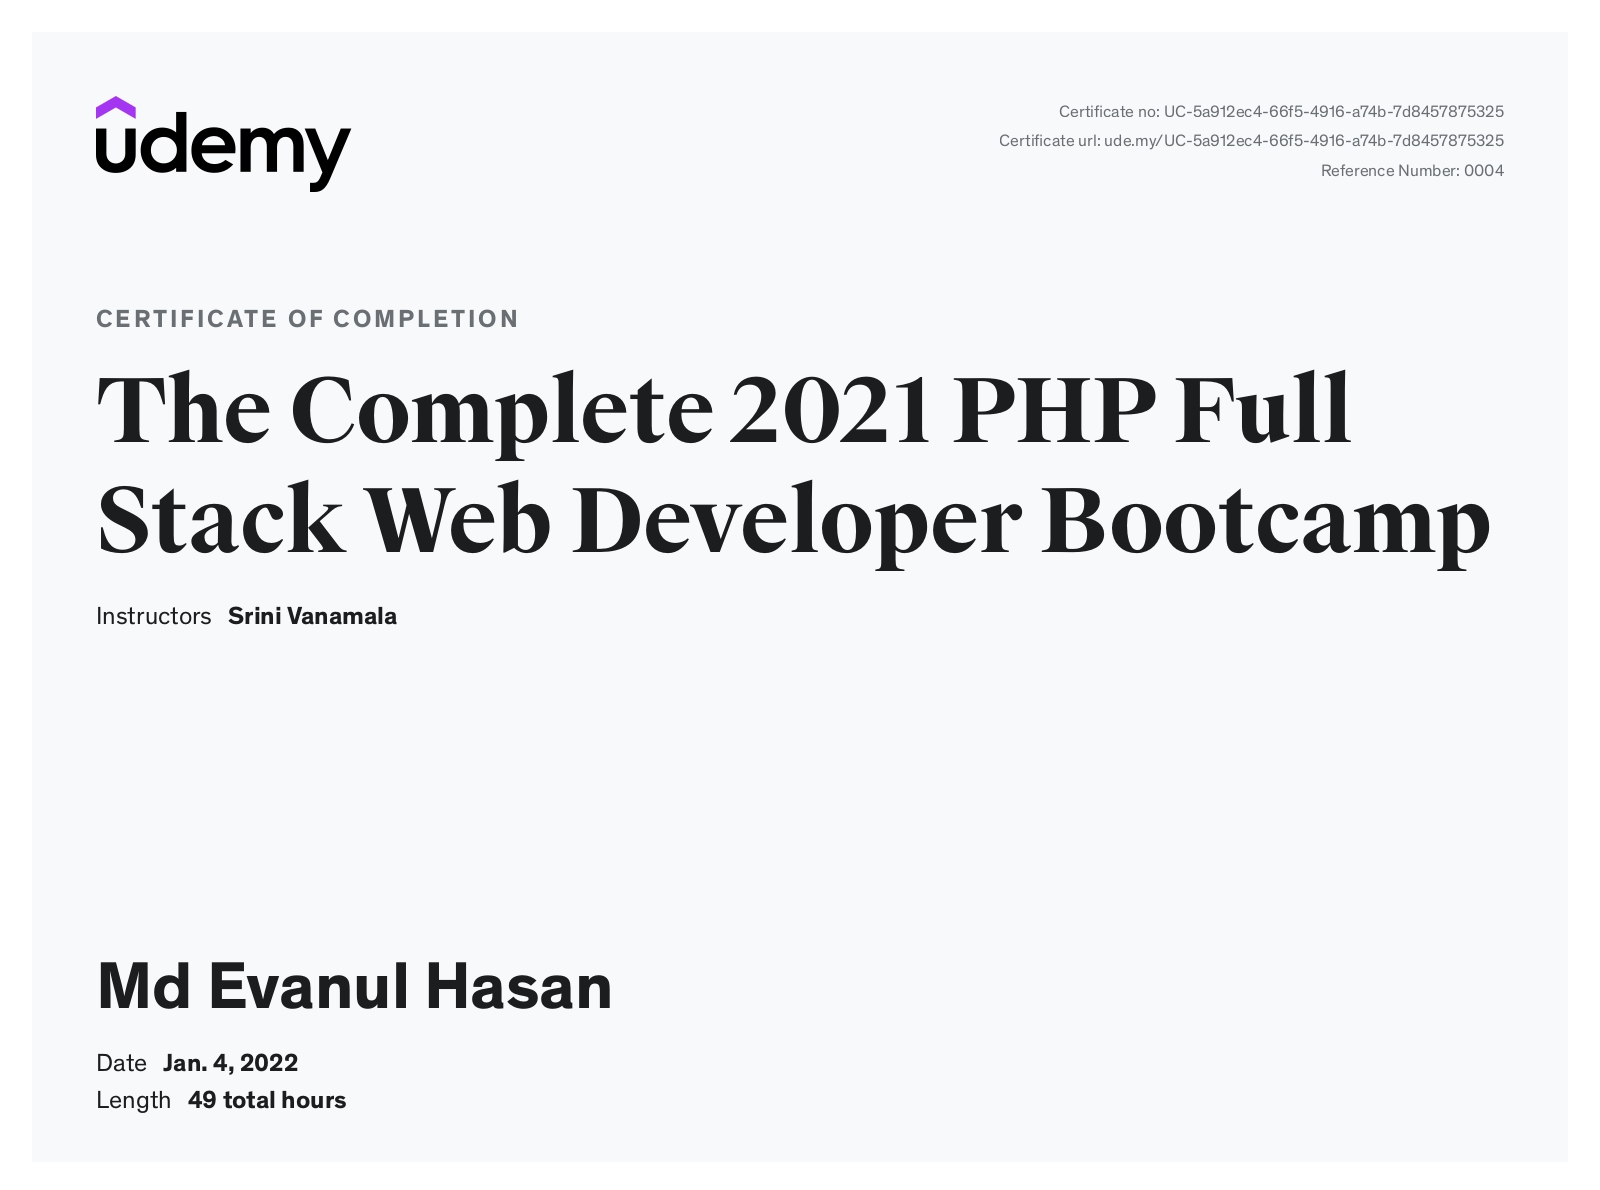 udemy
Certificate no: UC-5a912ec4-66f5-4916-a74b-7d8457875325
Certificate url: ude.my/UC-5a912ec4-66f5-4916-a74b-7d8457875325
Reference Number: 0004
CERTIFICATE OF COMPLETION
The Complete 2021 PHP Full
Stack Web Developer Bootcamp
Instructors Srini Vanamala
Md Evanul Hasan
Date Jan. 4, 2022
Length 49 total hours